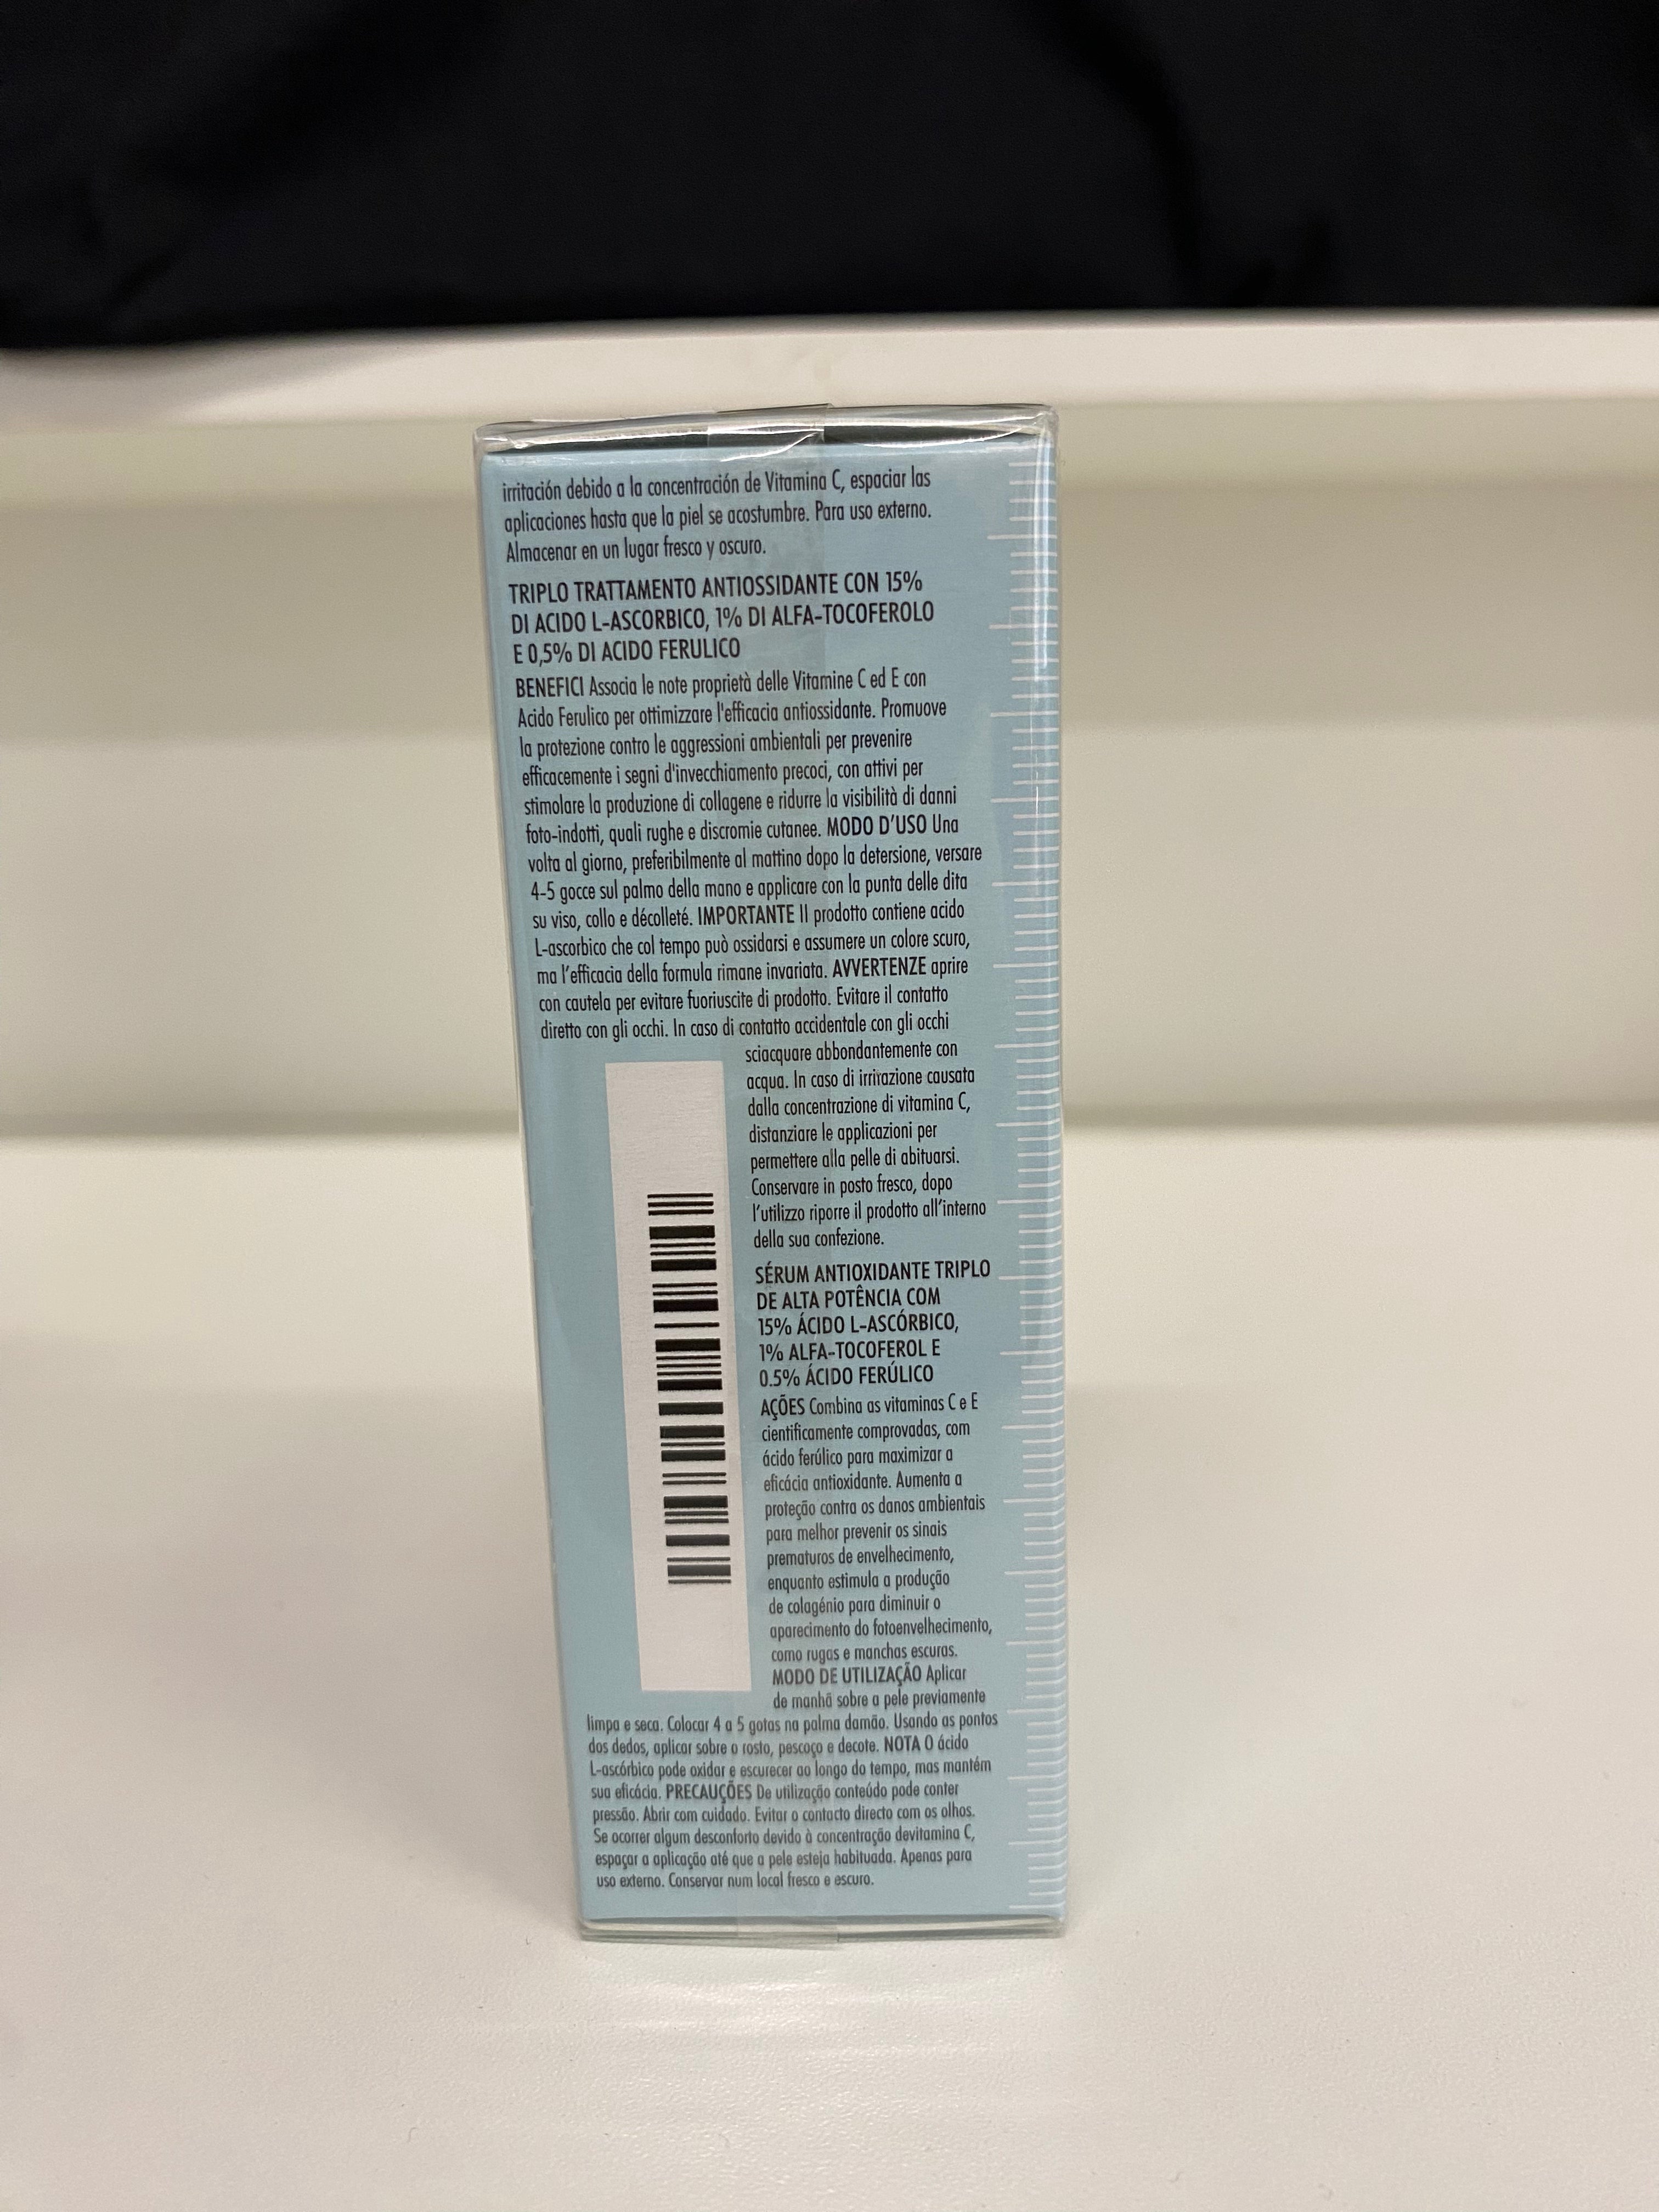 irritación debido a la concentración de Vitamina C, espaciar las
aplicaciones hasta que la piel se acostumbre. Para uso externo.
Almacenar en un lugar fresco y oscuro.
TRIPLO TRATTAMENTO ANTIOSSIDANTE CON 15%
DI ACIDO L-ASCORBICO, 1% DI ALFA-TOCOFEROLO
E 0,5% DI ACIDO FERULICO
BENEFICI Associa le note proprietà delle Vitamine C ed E con
Acido Ferulico per ottimizzare l'efficacia antiossidante. Promuove
la protezione contro le aggressioni ambientali per prevenire
efficacemente i segni d'invecchiamento precoci, con attivi per
stimolare la produzione di collagene e ridurre la visibilità di danni
foto-indotti, quali rughe e discromie cutanee. MODO D'USO Una
volta al giorno, preferibilmente al mattino dopo la detersione, versare
4-5 gocce sul palmo della mano e applicare con la punta delle dita
su viso, collo e décolleté. IMPORTANTE Il prodotto contiene acido
L-ascorbico che col tempo può ossidarsi e assumere un colore scuro,
ma l'efficacia della formula rimane invariata. AVVERTENZE aprire
con cautela per evitare fuoriuscite di prodotto. Evitare il contatto
diretto con gli occhi. In caso di contatto accidentale con gli occhi
sciacquare abbondantemente con
acqua. In caso di irritazione causata
dalla concentrazione di vitamina C,
distanziare le applicazioni per
permettere alla pelle di abituarsi.
Conservare in posto fresco, dopo
l'utilizzo riporre il prodotto all'interno
della sua confezione.
SÉRUM ANTIOXIDANTE TRIPLO
DE ALTA POTÊNCIA COM
15% ÁCIDO L-ASCÓRBICO,
1% ALFA-TOCOFEROL E
0.5% ÁCIDO FERÚLICO
AÇÕES Combina as vitaminas C e E
cientificamente comprovadas, com
ácido ferúlico para maximizar a
eficácia antioxidante. Aumenta a
proteção contra os danos ambientais
para melhor prevenir os sinais
prematuros de envelhecimento,
enquanto estimula a produção
de colagénio para diminuir o
aparecimento do fotoenvelhecimento,
como rugas e manchas escuras.
MODO DE UTILIZAÇÃO Aplicar
de manhã sobre a pele previamente
limpa e seca. Colocar 4 a 5 gotas na palma damão. Usando as pontos
dos dedos, aplicar sobre o rosto, pescoço e decote. NOTA O ácido
L-ascórbico pode oxidar e escurecer ao longo do tempo, mas mantém
sua eficácia. PRECAUÇÕES De utilização conteúdo pode conter
pressão. Abrir com cuidado. Evitar o contacto directo com os olhos.
Se ocorrer algum desconforto devido à concentração devitamina C,
espaçar a aplicação até que a pele esteja habituada. Apenas para
uso externo. Conservar num local fresco e escuro.